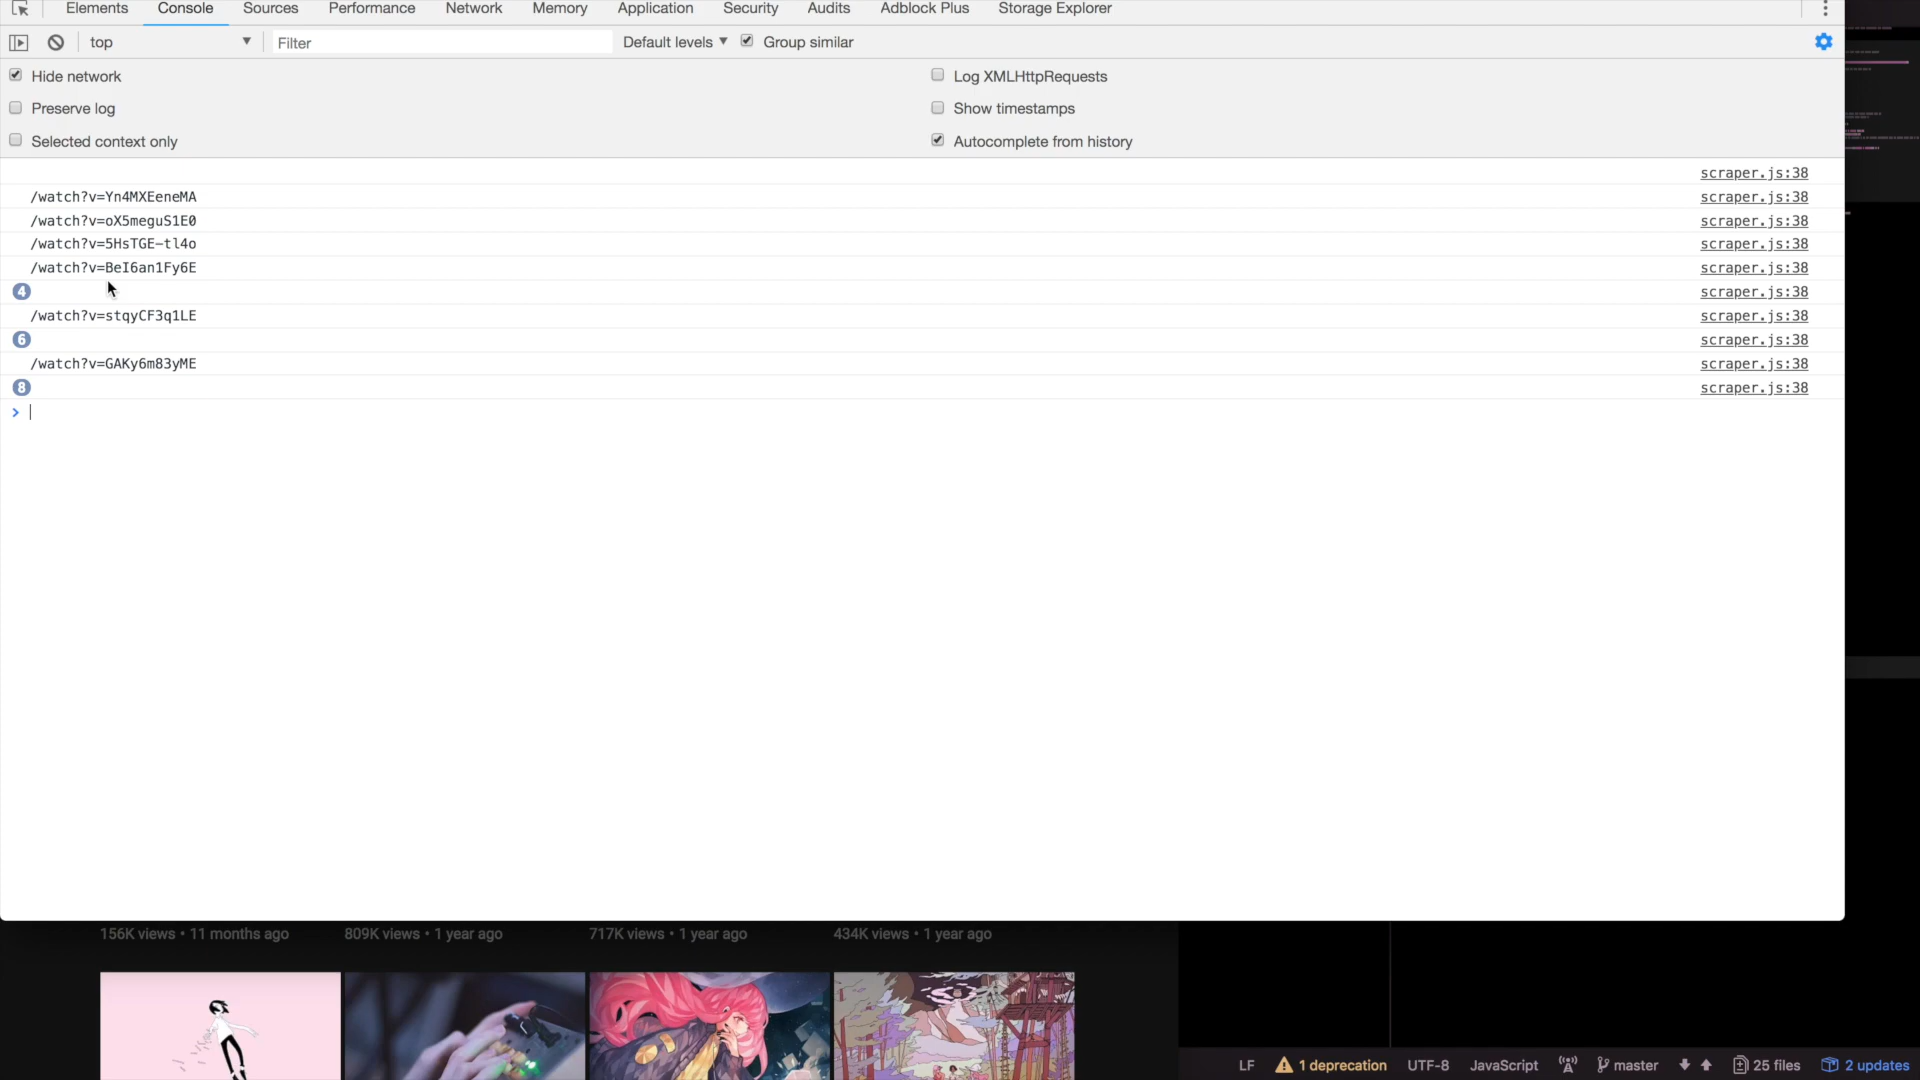 Elements Console Sources Performance Network Memory Application Security Audits Adblock Plus Storage Explorer
top ▼ Filter Default levels ▼ Group similar
Hide network Log XMLHttpRequests
Preserve log Show timestamps
Selected context only Autocomplete from history
scraper.js:38
/watch?v=Yn4MXEeneMA scraper.js:38
/watch?v=oX5meguS1E0 scraper.js:38
/watch?v=5HsTGE-tl4o scraper.js:38
/watch?v=BeI6an1Fy6E scraper.js:38
4 scraper.js:38
/watch?v=stqyCF3q1LE scraper.js:38
6 scraper.js:38
/watch?v=GAKy6m83yME scraper.js:38
8 scraper.js:38
>
156K views • 11 months ago 809K views • 1 year ago 717K views • 1 year ago 434K views • 1 year ago
LF 1 deprecation UTF-8 JavaScript master 25 files 2 updates